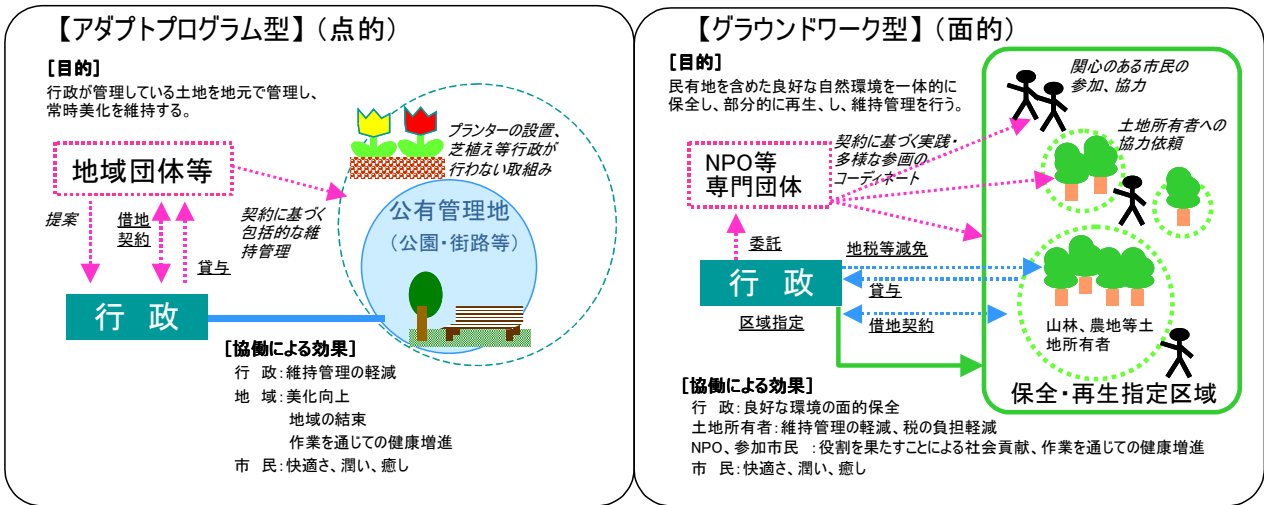 【アダプトプログラム型】（点的）
[目的]
行政が管理している土地を地元で管理し、
常時美化を維持する。
プランターの設置、
芝植え等行政が
行わない取組み
地域団体等
提案
借地
契約
貸与
契約に基づく
包括的な維
持管理
公有管理地
（公園・街路等）
行 政
[協働による効果]
行 政：維持管理の軽減
地 域：美化向上
地域の結束
作業を通じての健康増進
市 民：快適さ、潤い、癒し
【グラウンドワーク型】（面的）
[目的]
民有地を含めた良好な自然環境を一体的に
保全し、部分的に再生、し、維持管理を行う。
関心のある市民の
参加、協力
土地所有者への
協力依頼
NPO等
専門団体
契約に基づく実践・
多様な参画の
コーディネート
委託
地税等減免
行 政
貸与
区域指定
借地契約
山林、農地等土
地所有者
保全・再生指定区域
[協働による効果]
行 政：良好な環境の面的保全
土地所有者：維持管理の軽減、税の負担軽減
NPO、参加市民 ：役割を果たすことによる社会貢献、作業を通じての健康増進
市 民：快適さ、潤い、癒し